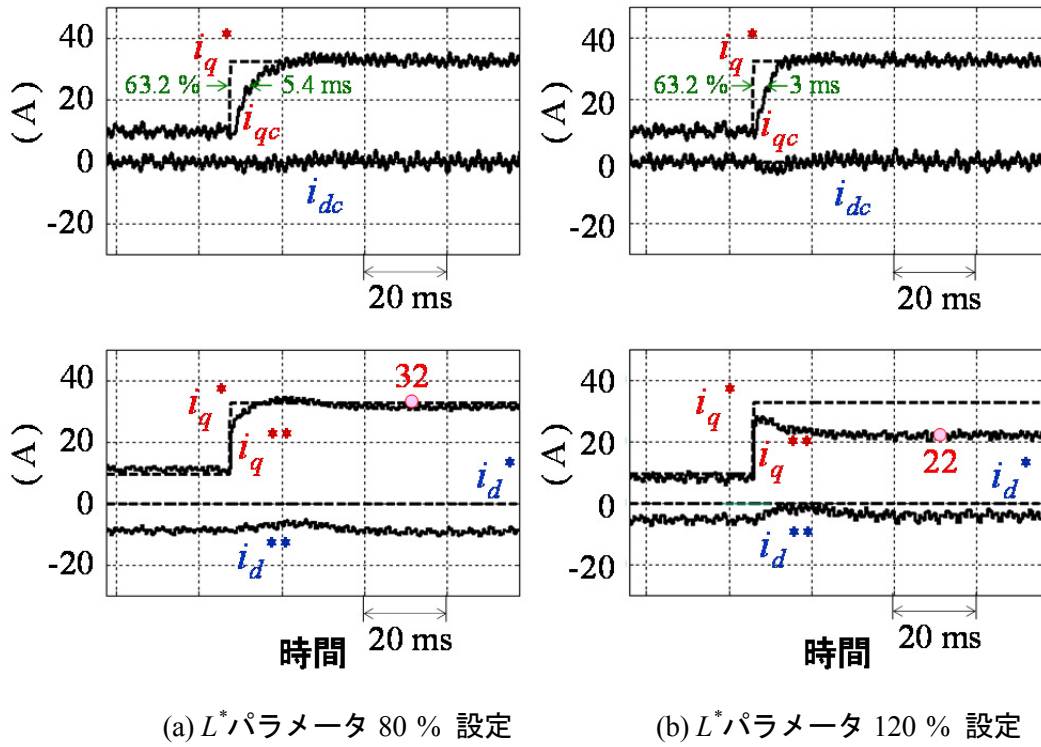 40
20
0
-20
(A)
i_q*
63.2 %
5.4 ms
i_qc
i_dc
20 ms
40
20
0
-20
(A)
i_q*
63.2 %
3 ms
i_qc
i_dc
20 ms
40
20
0
-20
(A)
i_q*
i_q**
32
i_d*
i_d**
20 ms
時間
40
20
0
-20
(A)
i_q*
i_q**
22
i_d*
i_d**
20 ms
時間
(a) L*パラメータ 80 % 設定
(b) L*パラメータ 120 % 設定